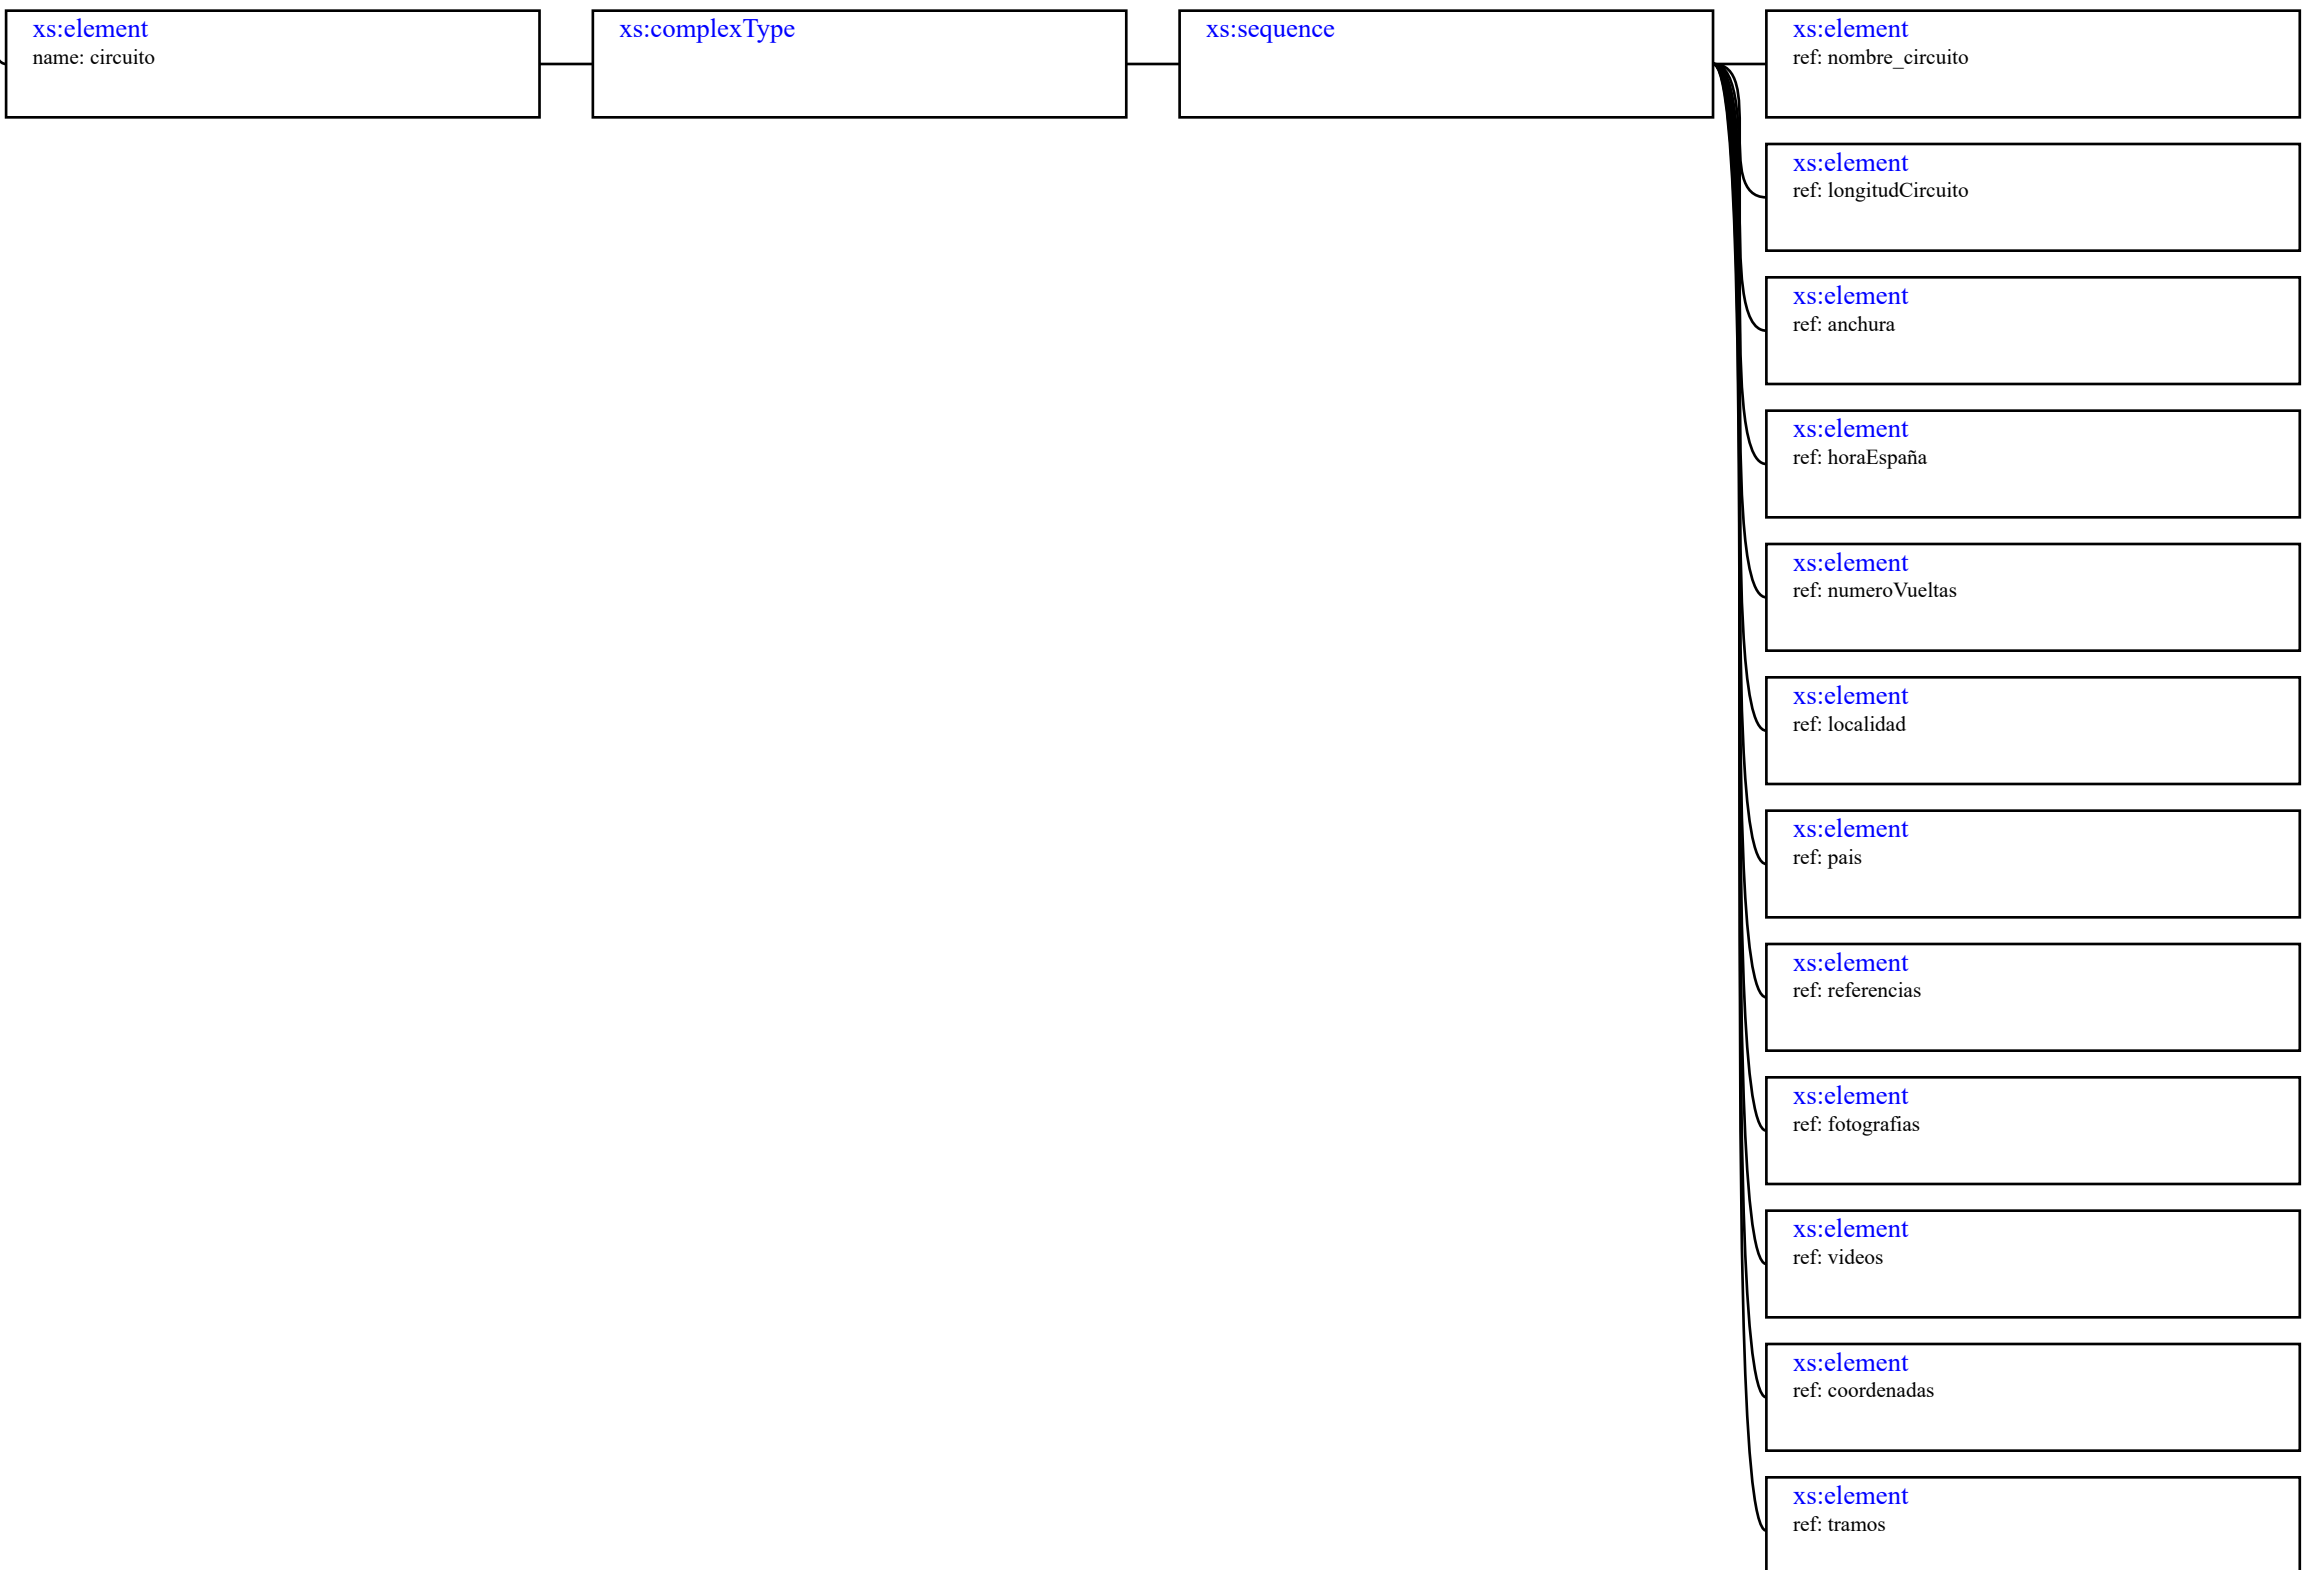 xs:element
name: circuito
xs:complexType
xs:sequence
xs:element
ref: nombre_circuito
xs:element
ref: longitudCircuito
xs:element
ref: anchura
xs:element
ref: horaEspaña
xs:element
ref: numeroVueltas
xs:element
ref: localidad
xs:element
ref: pais
xs:element
ref: referencias
xs:element
ref: fotografias
xs:element
ref: videos
xs:element
ref: coordenadas
xs:element
ref: tramos